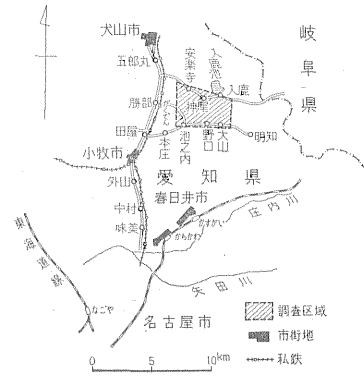 犬山市
五郎丸
安楽寺
入鹿池
岐阜県
勝部
神屋
入鹿
田屋
本庄
池之内
野口
大山
明知
小牧市
外山
愛知県
春日井市
中村
味美
かすがい
かちがわ
庄内川
東海道線
矢田川
なごや
名古屋市
調査区域
市街地
私鉄
0 5 10km